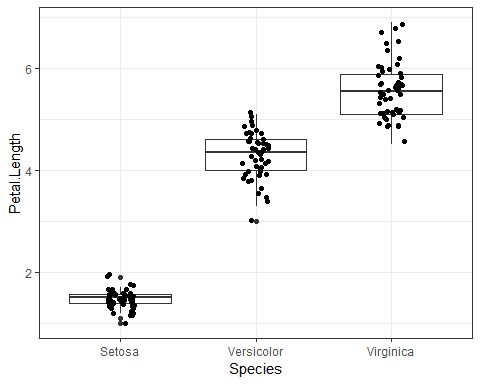 Petal.Length
6
4
2
Setosa Versicolor Virginica
Species